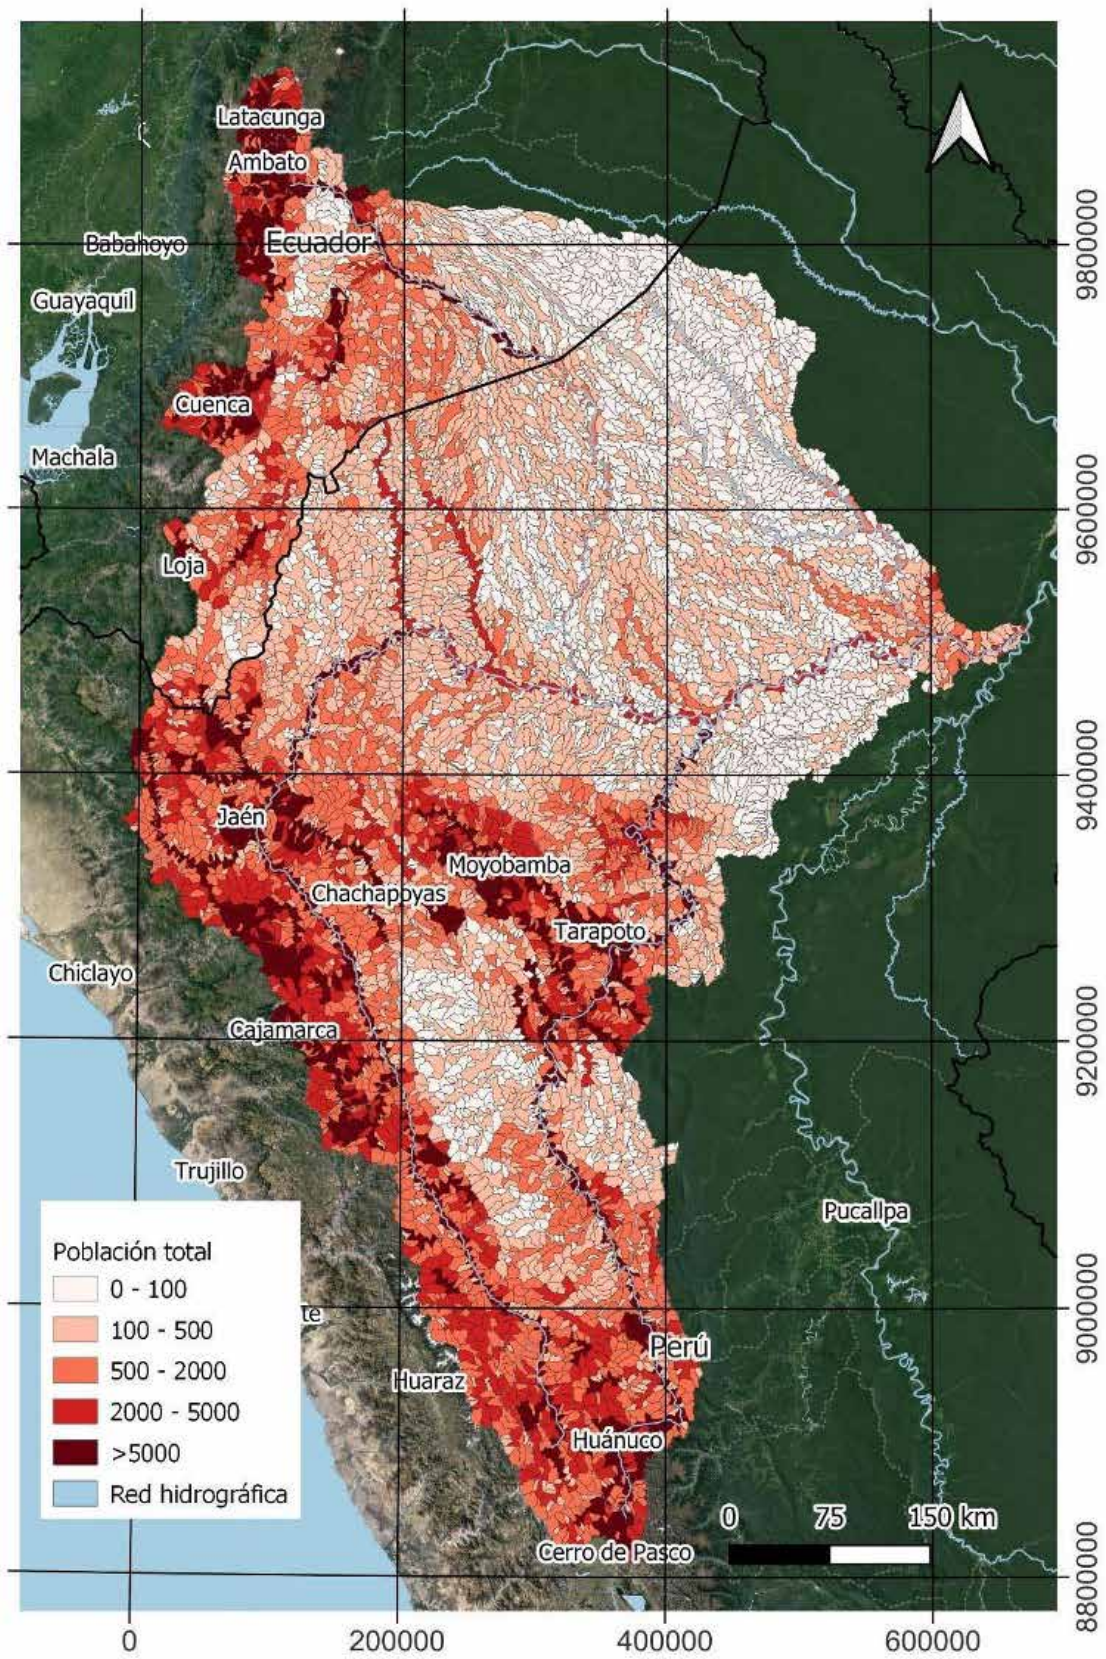 Latacunga
Ambato
Babahoyo
Ecuador
Guayaquil
Cuenca
Machala
Loja
Jaén
Moyobamba
Chachapoyas
Tarapoto
Chiclayo
Cajamarca
Trujillo
Pucallpa
te
Perú
Huaraz
Huánuco
Cerro de Pasco
Población total
0 - 100
100 - 500
500 - 2000
2000 - 5000
>5000
Red hidrográfica
0 75 150 km
9800000
9600000
9400000
9200000
9000000
8800000
0 200000 400000 600000